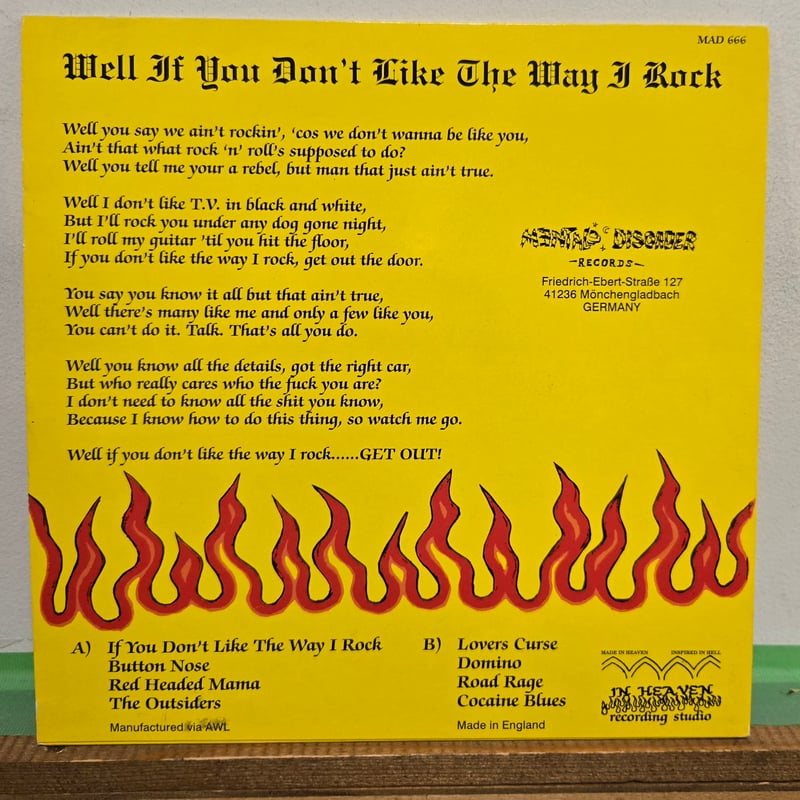 MAD 666
Well If You Don't Like The Way I Rock
Well you say we ain't rockin', 'cos we don't wanna be like you,
Ain't that what rock 'n' roll's supposed to do?
Well you tell me your a rebel, but man that just ain't true.
Well I don't like T.V. in black and white,
But I'll rock you under any dog gone night,
I'll roll my guitar 'til you hit the floor,
If you don't like the way I rock, get out the door.
You say you know it all but that ain't true,
Well there's many like me and only a few like you,
You can't do it. Talk. That's all you do.
Well you know all the details, got the right car,
But who really cares who the fuck you are?
I don't need to know all the shit you know,
Because I know how to do this thing, so watch me go.
Well if you don't like the way I rock......GET OUT!
MENTAL DISORDER
-RECORDS-
Friedrich-Ebert-Straße 127
41236 Mönchengladbach
GERMANY
A) If You Don't Like The Way I Rock
Button Nose
Red Headed Mama
The Outsiders
Manufactured via AWL
B) Lovers Curse
Domino
Road Rage
Cocaine Blues
Made in England
MADE IN HEAVEN INSPIRED IN HELL
IN HEAVEN
recording studio